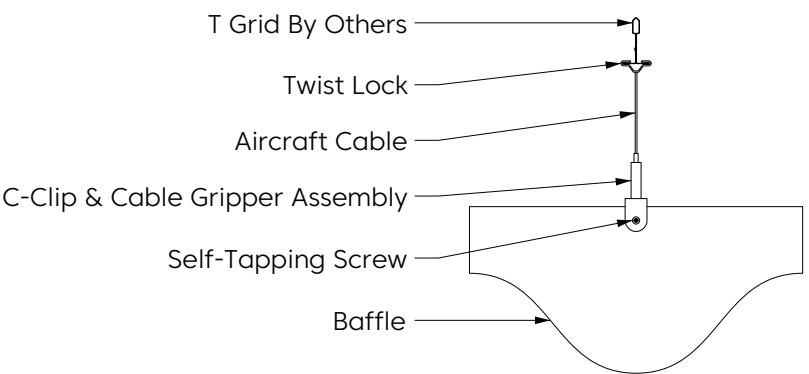 T Grid By Others
Twist Lock
Aircraft Cable
C-Clip & Cable Gripper Assembly
Self-Tapping Screw
Baffle